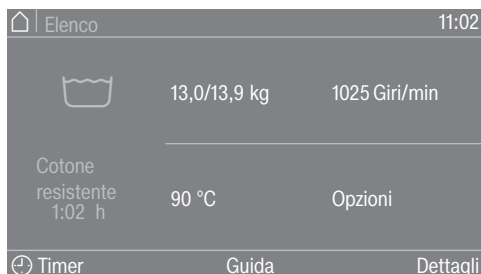 Elenco 11:02
13,0/13,9 kg 1025 Giri/min
Cotone
resistente
1:02 h
90 °C Opzioni
Timer Guida Dettagli